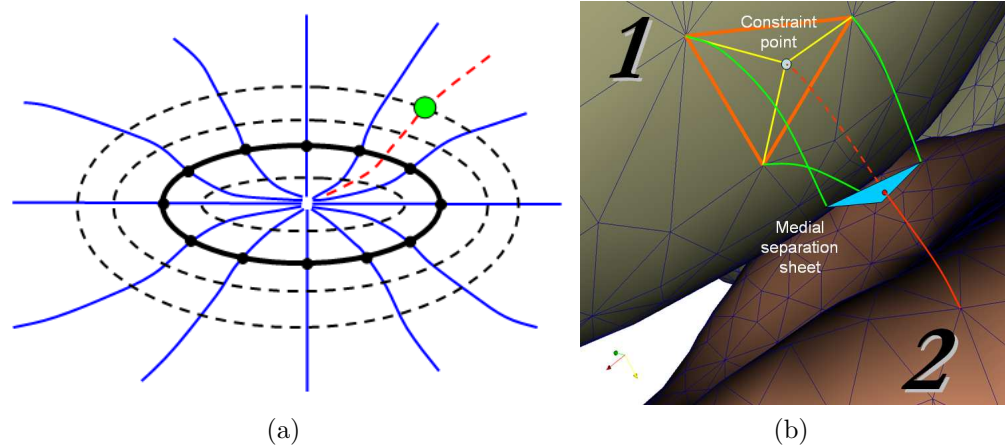 1
Constraint
point
Medial
separation
sheet
2
(a)
(b)